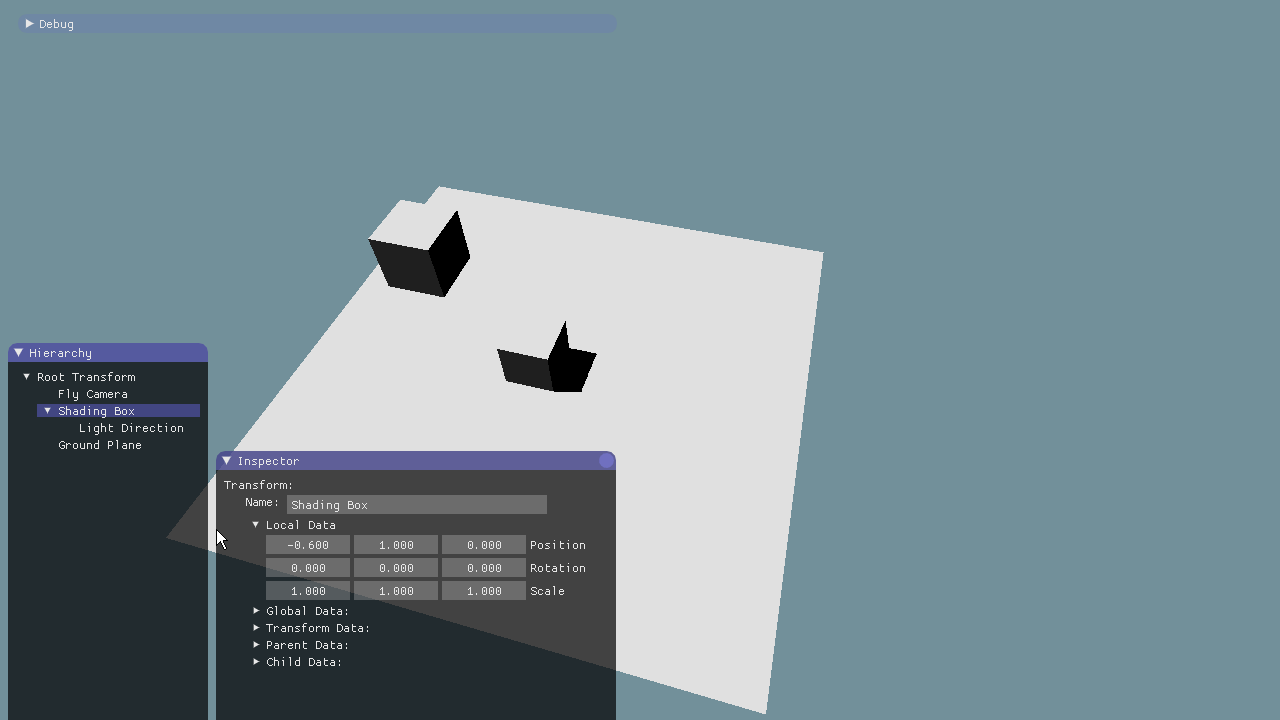 Debug
Hierarchy
Root Transform
Fly Camera
Shading Box
Light Direction
Ground Plane
Inspector
Transform:
Name: Shading Box
Local Data
-0.600 1.000 0.000 Position
0.000 0.000 0.000 Rotation
1.000 1.000 1.000 Scale
Global Data:
Transform Data:
Parent Data:
Child Data: